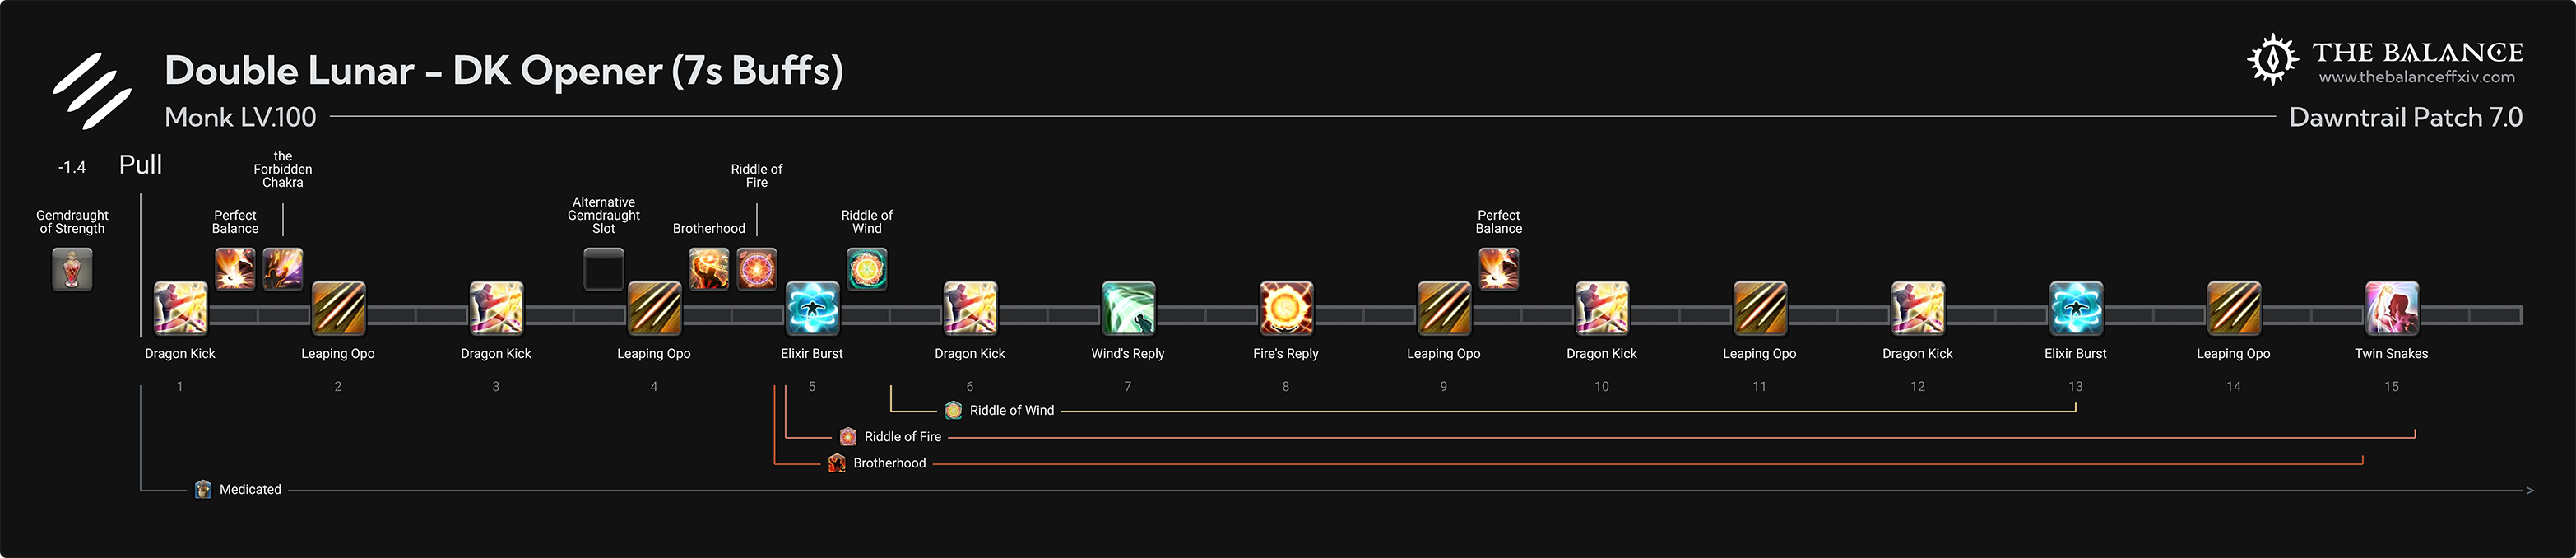 Double Lunar - DK Opener (7s Buffs)
THE BALANCE
www.thebalanceffxiv.com
Monk LV.100
Dawntrail Patch 7.0
-1.4
Pull
the
Forbidden
Chakra
Riddle of
Fire
Gemdraught
of Strength
Perfect
Balance
Alternative
Gemdraught
Slot
Brotherhood
Riddle of
Wind
Perfect
Balance
Dragon Kick
Leaping Opo
Dragon Kick
Leaping Opo
Elixir Burst
Dragon Kick
Wind's Reply
Fire's Reply
Leaping Opo
Dragon Kick
Leaping Opo
Dragon Kick
Elixir Burst
Leaping Opo
Twin Snakes
1
2
3
4
5
6
7
8
9
10
11
12
13
14
15
Riddle of Wind
Riddle of Fire
Brotherhood
Medicated